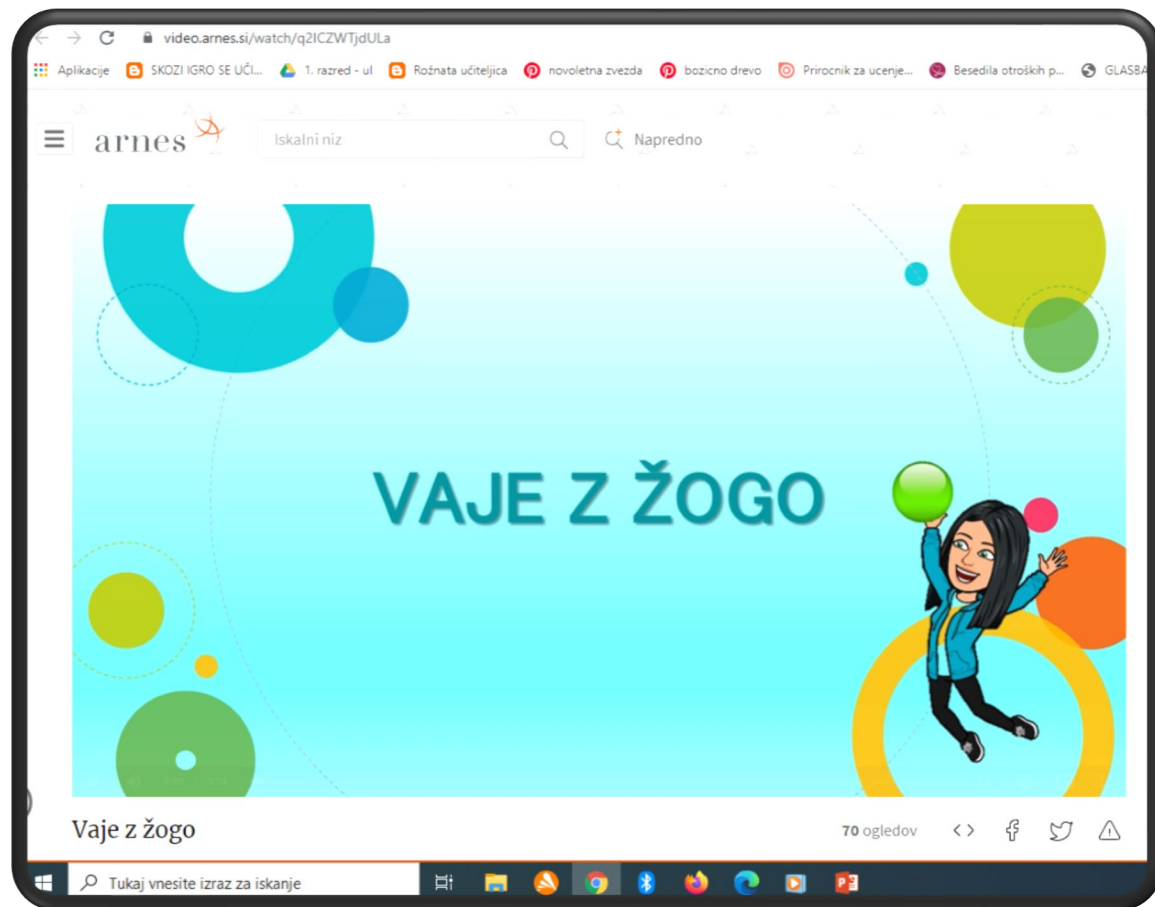 video.arnes.si/watch/q2ICZWTjdULa
Aplikacije SKOZI IGRO SE UČI... 1. razred - ul Rožnata učiteljica novoletna zvezda bozicno drevo Prirocnik za ucenje... Besedila otroških p... GLASBA
arnes Iskalni niz Napredno
VAJE Z ŽOGO
Vaje z žogo 70 ogledov
Tukaj vnesite izraz za iskanje